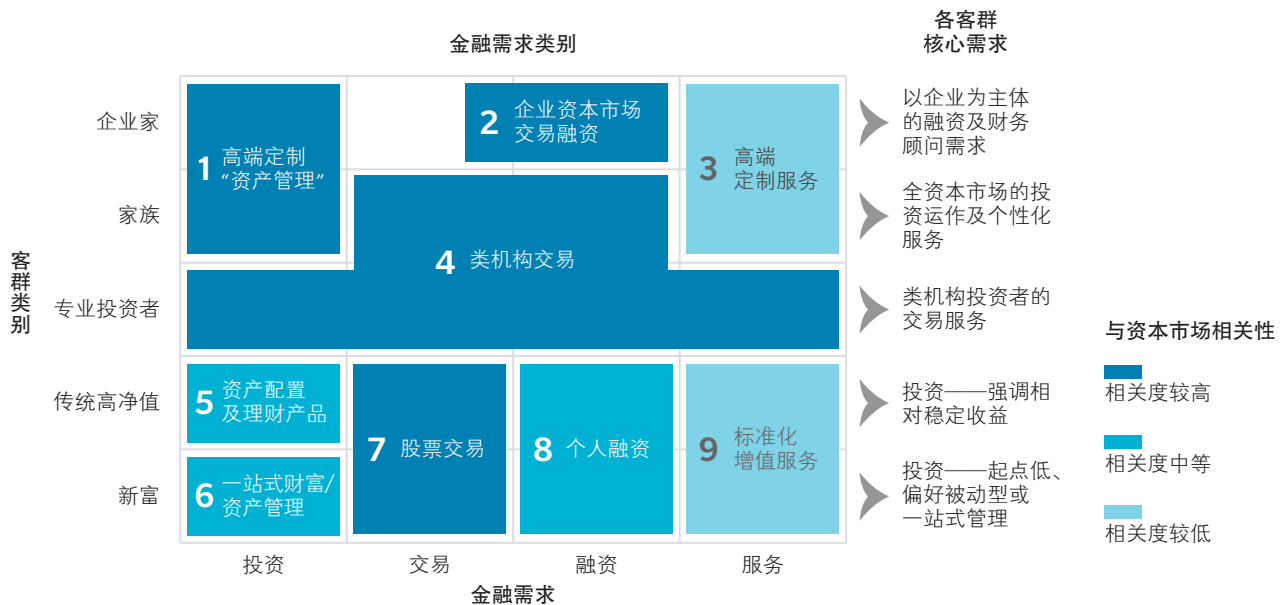 金融需求类别
各客群
核心需求
客群类别
企业家
家族
专业投资者
传统高净值
新富
1 高端定制
“资产管理”
2 企业资本市场
交易融资
3 高端
定制服务
4 类机构交易
5 资产配置
及理财产品
6 一站式财富/
资产管理
7 股票交易
8 个人融资
9 标准化
增值服务
以企业为主体
的融资及财务
顾问需求
全资本市场的投
资运作及个性化
服务
类机构投资者的
交易服务
投资——强调相
对稳定收益
投资——起点低、
偏好被动型或
一站式管理
与资本市场相关性
相关度较高
相关度中等
相关度较低
投资
交易
融资
服务
金融需求